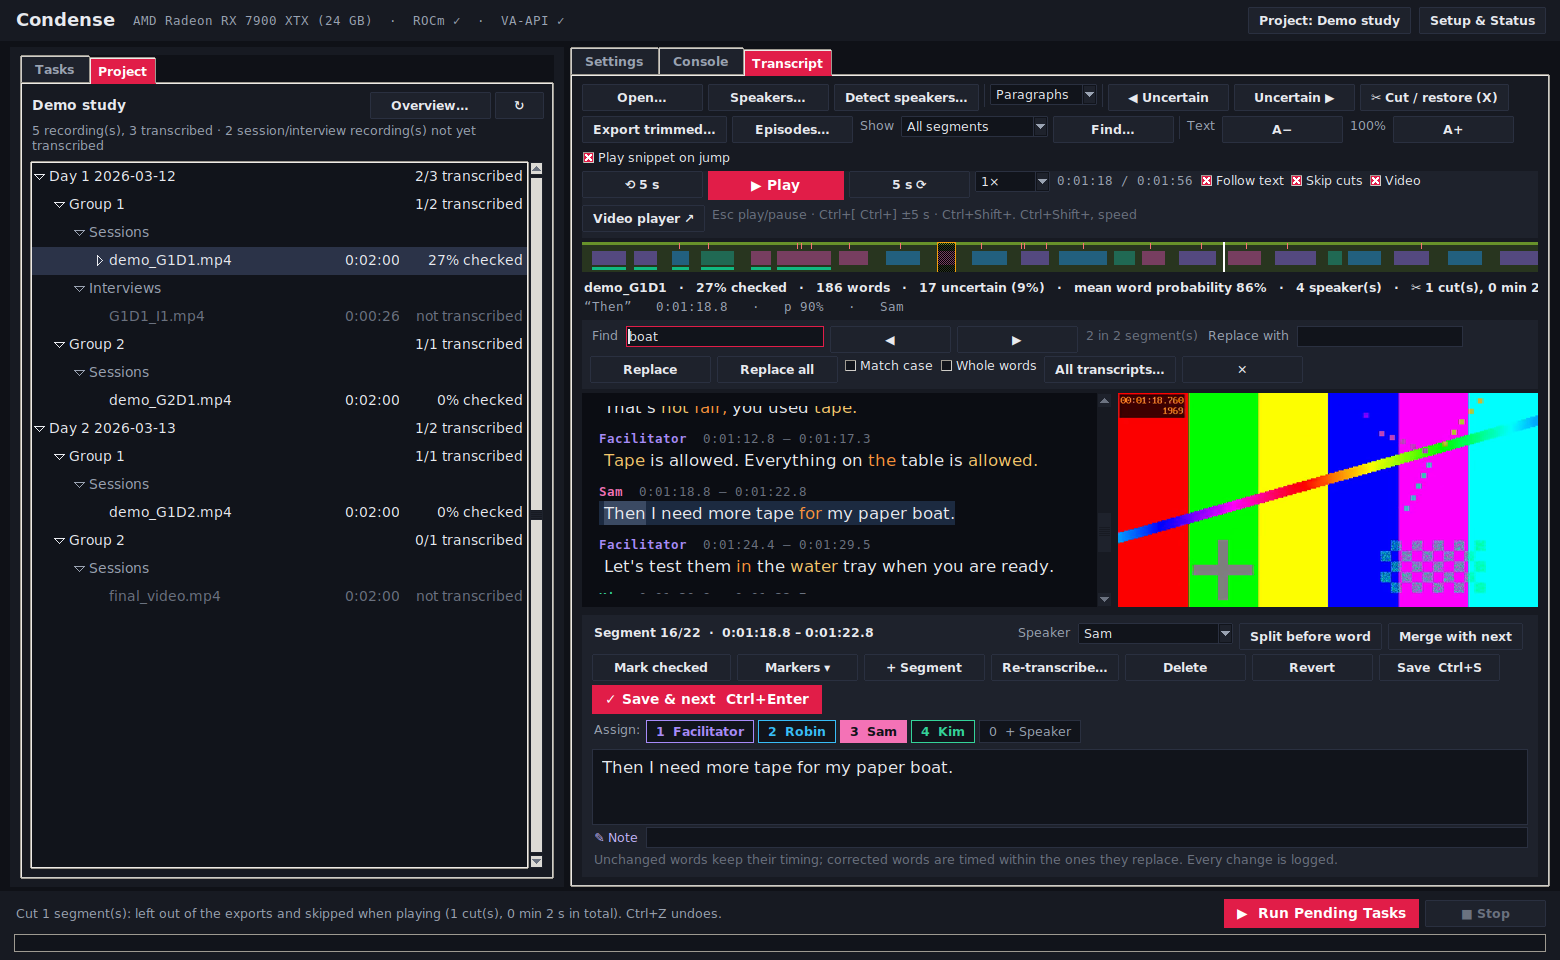 Condense AMD Radeon RX 7900 XTX (24 GB) · ROCm ✓ · VA-API ✓ Project: Demo study Setup & Status
Tasks Project
Demo study Overview... ↻
5 recording(s), 3 transcribed · 2 session/interview recording(s) not yet
transcribed
Day 1 2026-03-12 2/3 transcribed
Group 1 1/2 transcribed
Sessions
demo_G1D1.mp4 0:02:00 27% checked
Interviews
G1D1_I1.mp4 0:00:26 not transcribed
Group 2 1/1 transcribed
Sessions
demo_G2D1.mp4 0:02:00 0% checked
Day 2 2026-03-13 1/2 transcribed
Group 1 1/1 transcribed
Sessions
demo_G1D2.mp4 0:02:00 0% checked
Group 2 0/1 transcribed
Sessions
final_video.mp4 0:02:00 not transcribed
Settings Console Transcript
Open... Speakers... Detect speakers... Paragraphs ◀ Uncertain Uncertain ▶ ✂ Cut / restore (X)
Export trimmed... Episodes... Show All segments Find... Text A− 100% A+
Play snippet on jump
⟲ 5 s ▶ Play 5 s ⟳ 1× 0:01:18 / 0:01:56 Follow text Skip cuts Video
Video player ↗ Esc play/pause · Ctrl+[ Ctrl+] ±5 s · Ctrl+Shift+. Ctrl+Shift+, speed
demo_G1D1 · 27% checked · 186 words · 17 uncertain (9%) · mean word probability 86% · 4 speaker(s) · ✂ 1 cut(s), 0 min 2
“Then” 0:01:18.8 · p 90% · Sam
Find boat ◀ ▶ 2 in 2 segment(s) Replace with
Replace Replace all Match case Whole words All transcripts... ✕
That's not fair, you used tape.
Facilitator 0:01:12.8 – 0:01:17.3
Tape is allowed. Everything on the table is allowed.
Sam 0:01:18.8 – 0:01:22.8
Then I need more tape for my paper boat.
Facilitator 0:01:24.4 – 0:01:29.5
Let's test them in the water tray when you are ready.
00:01:18.760
1969
Segment 16/22 · 0:01:18.8 – 0:01:22.8 Speaker Sam Split before word Merge with next
Mark checked Markers ▾ + Segment Re-transcribe... Delete Revert Save Ctrl+S
✓ Save & next Ctrl+Enter
Assign: 1 Facilitator 2 Robin 3 Sam 4 Kim 0 + Speaker
Then I need more tape for my paper boat.
✎ Note
Unchanged words keep their timing; corrected words are timed within the ones they replace. Every change is logged.
Cut 1 segment(s): left out of the exports and skipped when playing (1 cut(s), 0 min 2 s in total). Ctrl+Z undoes. ▶ Run Pending Tasks ■ Stop